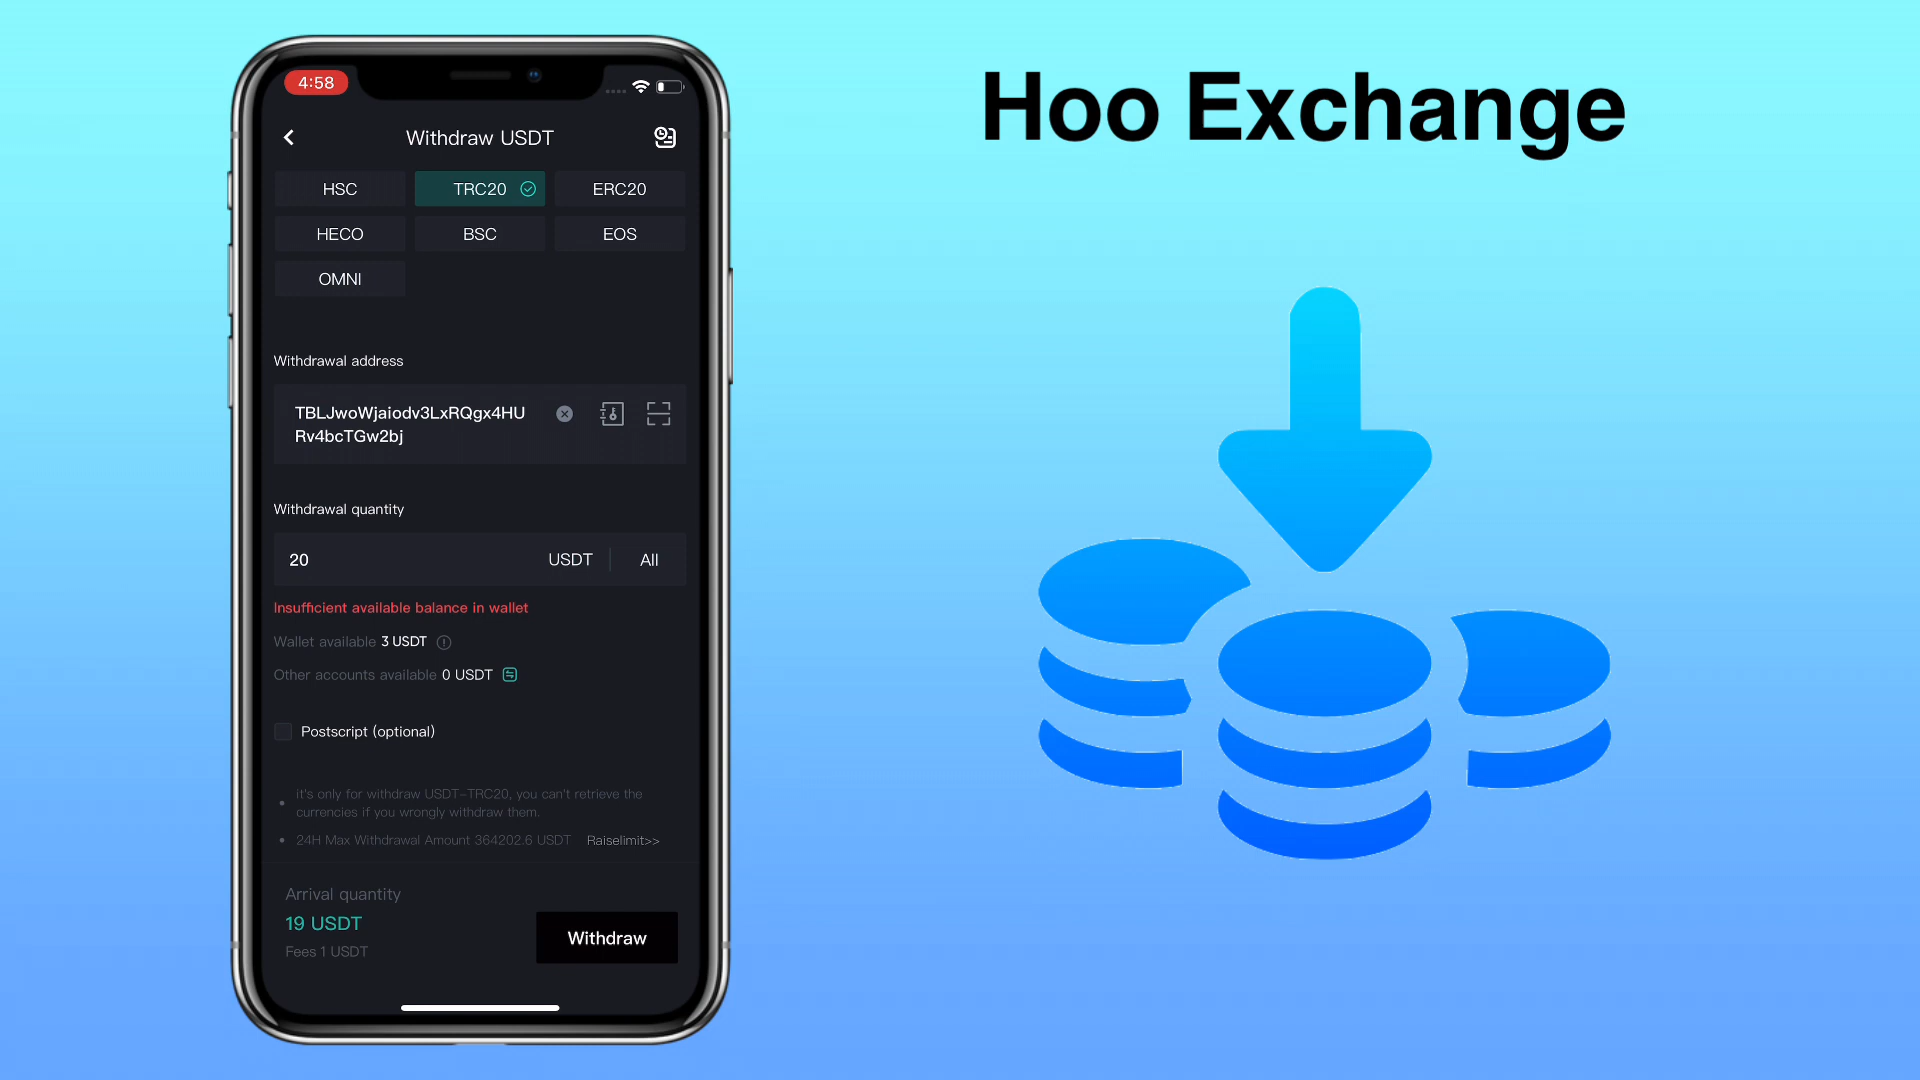 Hoo Exchange
4:58
Withdraw USDT
HSC
TRC20
ERC20
HECO
BSC
EOS
OMNI
Withdrawal address
TBLJwoWjaiodv3LxRQgx4HU
Rv4bcTGw2bj
Withdrawal quantity
20 USDT All
Insufficient available balance in wallet
Wallet available 3 USDT
Other accounts available 0 USDT
Postscript (optional)
it's only for withdraw USDT-TRC20, you can't retrieve the
currencies if you wrongly withdraw them.
24H Max Withdrawal Amount 364202.6 USDT Raiselimit>>
Arrival quantity
19 USDT
Fees 1 USDT
Withdraw